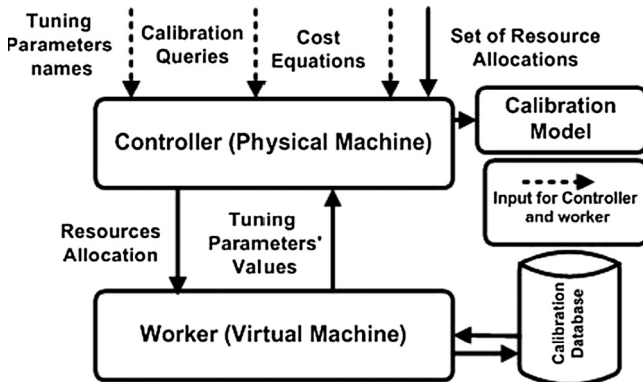 Tuning
Parameters
names
Calibration
Queries
Cost
Equations
Set of Resource
Allocations
Controller (Physical Machine)
Calibration
Model
Input for Controller
and worker
Resources
Allocation
Tuning
Parameters'
Values
Worker (Virtual Machine)
Calibration
Database